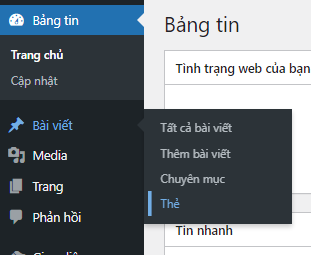 Bảng tin
Trang chủ
Cập nhật
Bài viết
Media
Trang
Phản hồi
Bảng tin
Tình trạng web của bạn
Tất cả bài viết
Thêm bài viết
Chuyên mục
Thẻ
Tin nhanh